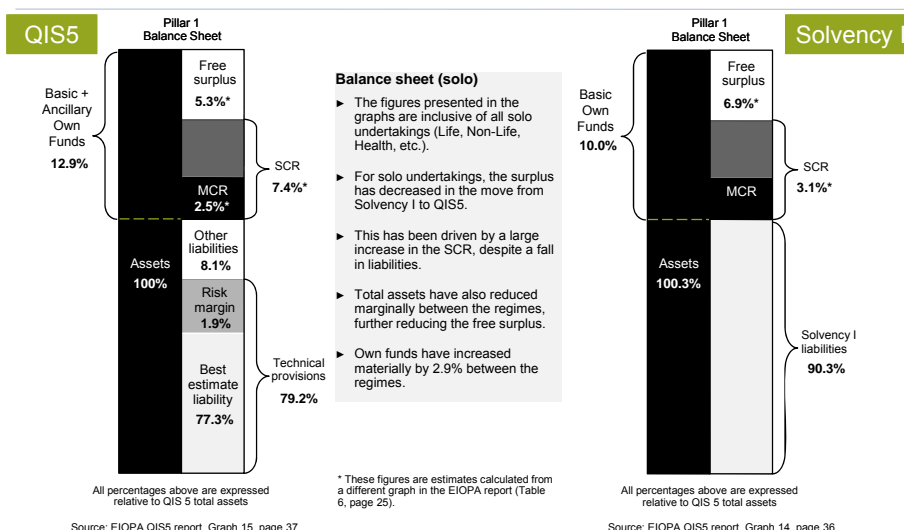 QIS5
Pillar 1
Balance Sheet
Basic +
Ancillary
Own
Funds
12.9%
Free
surplus
5.3%*
MCR
2.5%*
SCR
7.4%*
Assets
100%
Other
liabilities
8.1%
Risk
margin
1.9%
Best
estimate
liability
77.3%
Technical
provisions
79.2%
All percentages above are expressed
relative to QIS 5 total assets
Source: EIOPA QIS5 report, Graph 15, page 37
Balance sheet (solo)
► The figures presented in the
graphs are inclusive of all solo
undertakings (Life, Non-Life,
Health, etc.).
► For solo undertakings, the surplus
has decreased in the move from
Solvency I to QIS5.
► This has been driven by a large
increase in the SCR, despite a fall
in liabilities.
► Total assets have also reduced
marginally between the regimes,
further reducing the free surplus.
► Own funds have increased
materially by 2.9% between the
regimes.
* These figures are estimates calculated from
a different graph in the EIOPA report (Table
6, page 25).
Solvency I
Pillar 1
Balance Sheet
Basic
Own
Funds
10.0%
Free
surplus
6.9%*
MCR
SCR
3.1%*
Assets
100.3%
Solvency I
liabilities
90.3%
All percentages above are expressed
relative to QIS 5 total assets
Source: EIOPA QIS5 report, Graph 14, page 36